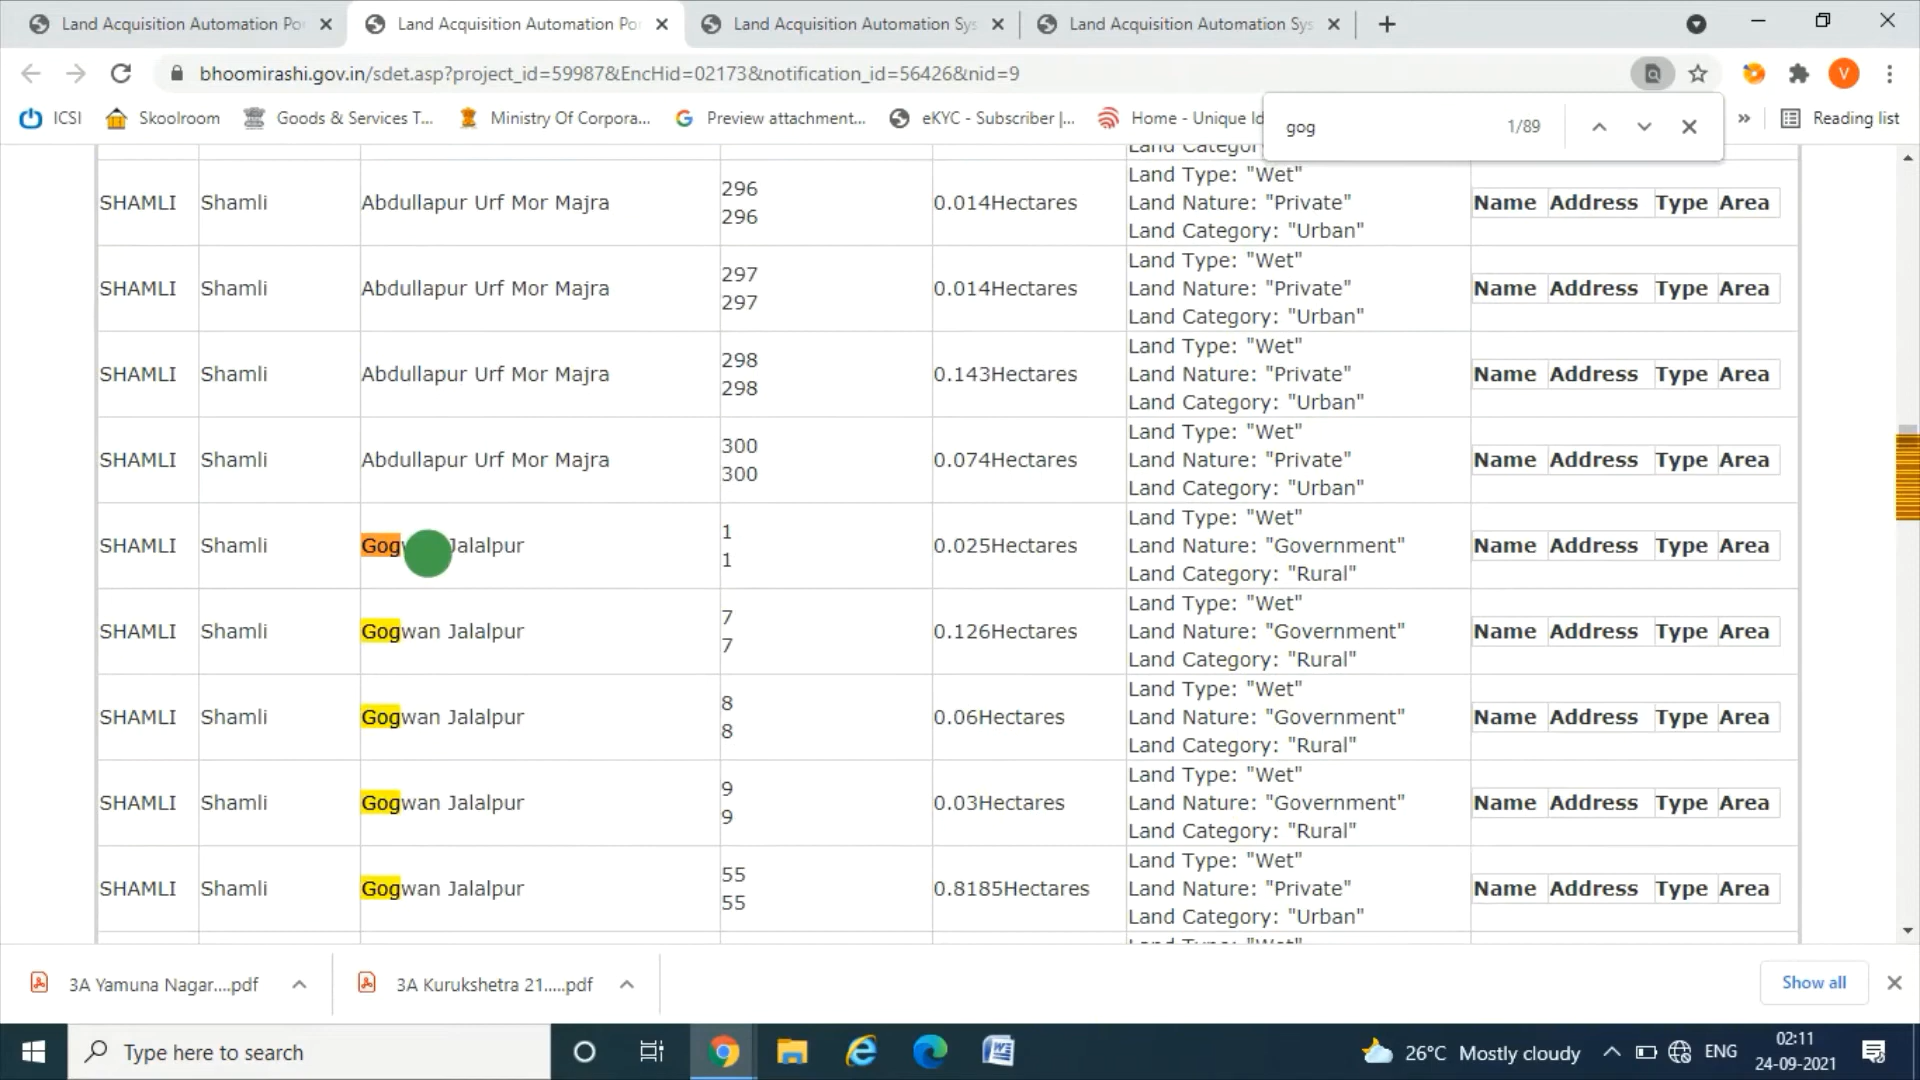 Land Acquisition Automation Po
Land Acquisition Automation Po
Land Acquisition Automation Sys
Land Acquisition Automation Sys
bhoomirashi.gov.in/sdet.asp?project_id=59987&EncHid=02173&notification_id=56426&nid=9
V
ICSI
Skoolroom
Goods & Services T...
Ministry Of Corpora...
Preview attachment...
eKYC - Subscriber |...
Home - Unique Id
»
Reading list
gog
1/89
Land Category:
SHAMLI Shamli Abdullapur Urf Mor Majra 296
296 0.014Hectares Land Type: "Wet"
Land Nature: "Private"
Land Category: "Urban" Name Address Type Area
SHAMLI Shamli Abdullapur Urf Mor Majra 297
297 0.014Hectares Land Type: "Wet"
Land Nature: "Private"
Land Category: "Urban" Name Address Type Area
SHAMLI Shamli Abdullapur Urf Mor Majra 298
298 0.143Hectares Land Type: "Wet"
Land Nature: "Private"
Land Category: "Urban" Name Address Type Area
SHAMLI Shamli Abdullapur Urf Mor Majra 300
300 0.074Hectares Land Type: "Wet"
Land Nature: "Private"
Land Category: "Urban" Name Address Type Area
SHAMLI Shamli Gogwan Jalalpur 1
1 0.025Hectares Land Type: "Wet"
Land Nature: "Government"
Land Category: "Rural" Name Address Type Area
SHAMLI Shamli Gogwan Jalalpur 7
7 0.126Hectares Land Type: "Wet"
Land Nature: "Government"
Land Category: "Rural" Name Address Type Area
SHAMLI Shamli Gogwan Jalalpur 8
8 0.06Hectares Land Type: "Wet"
Land Nature: "Government"
Land Category: "Rural" Name Address Type Area
SHAMLI Shamli Gogwan Jalalpur 9
9 0.03Hectares Land Type: "Wet"
Land Nature: "Government"
Land Category: "Rural" Name Address Type Area
SHAMLI Shamli Gogwan Jalalpur 55
55 0.8185Hectares Land Type: "Wet"
Land Nature: "Private"
Land Category: "Urban" Name Address Type Area
Land Type: "Wet"
3A Yamuna Nagar....pdf
3A Kurukshetra 21.....pdf
Show all
Type here to search
26°C Mostly cloudy
ENG
02:11
24-09-2021